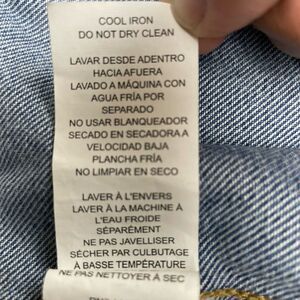 COOL IRON
DO NOT DRY CLEAN
LAVAR DESDE ADENTRO
HACIA AFUERA
LAVADO A MÁQUINA CON
AGUA FRÍA POR
SEPARADO
NO USAR BLANQUEADOR
SECADO EN SECADORA A
VELOCIDAD BAJA
PLANCHA FRÍA
NO LIMPIAR EN SECO
LAVER À L'ENVERS
LAVER À LA MACHINE À
L'EAU FROIDE
SÉPARÉMENT
NE PAS JAVELLISER
SÉCHER PAR CULBUTAGE
À BASSE TEMPÉRATURE
NE PAS NETTOYER À SEC